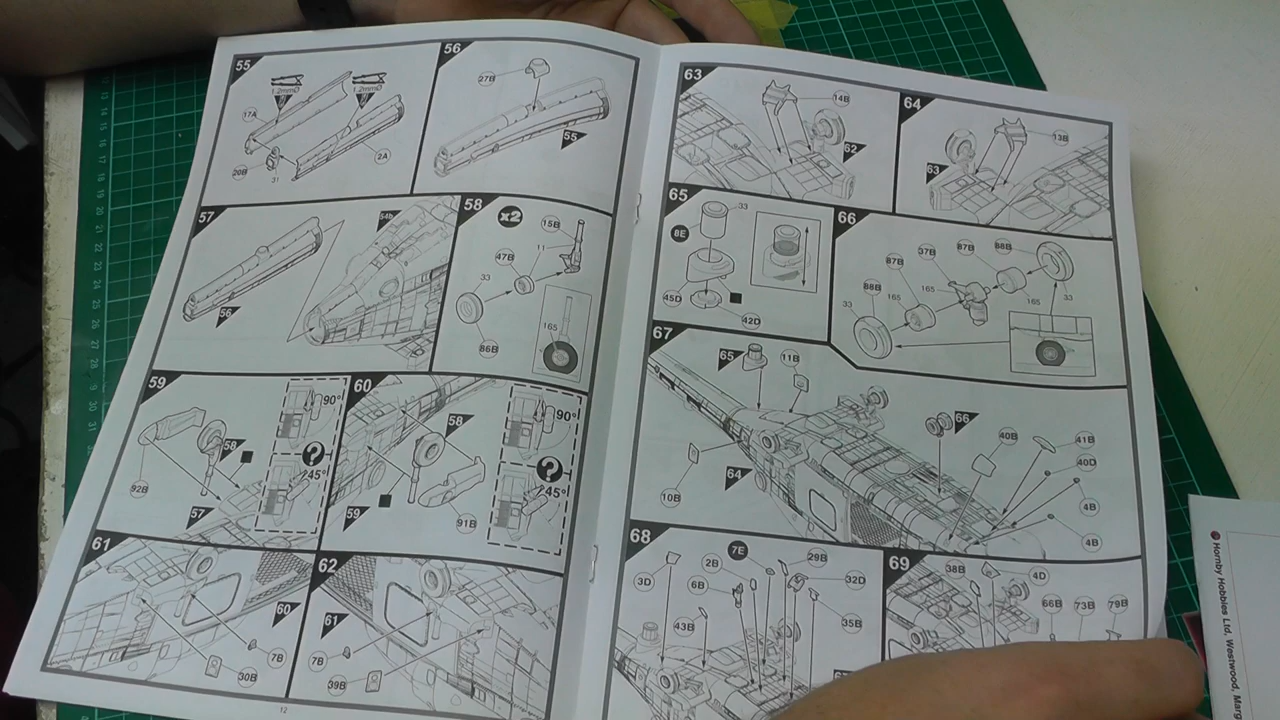 55
1.2mmØ
1.2mmØ
17A
20B
31
2A
56
27B
55
57
54b
56
58
x2
15B
11
47B
33
86B
165
59
92B
58
57
90°
?
45°
60
58
59
91B
90°
?
45°
61
60
7B
30B
62
61
7B
39B
12
63
14B
62
64
13B
63
65
33
8E
45D
42D
66
88B
87B
37B
87B
88B
33
165
165
165
33
67
65
11B
66
40B
41B
40D
4B
4B
64
10B
68
3D
7E
2B
6B
29B
32D
35B
43B
69
38B
4D
66B
73B
79B
Hornby Hobbies Ltd, Westwood, Marg